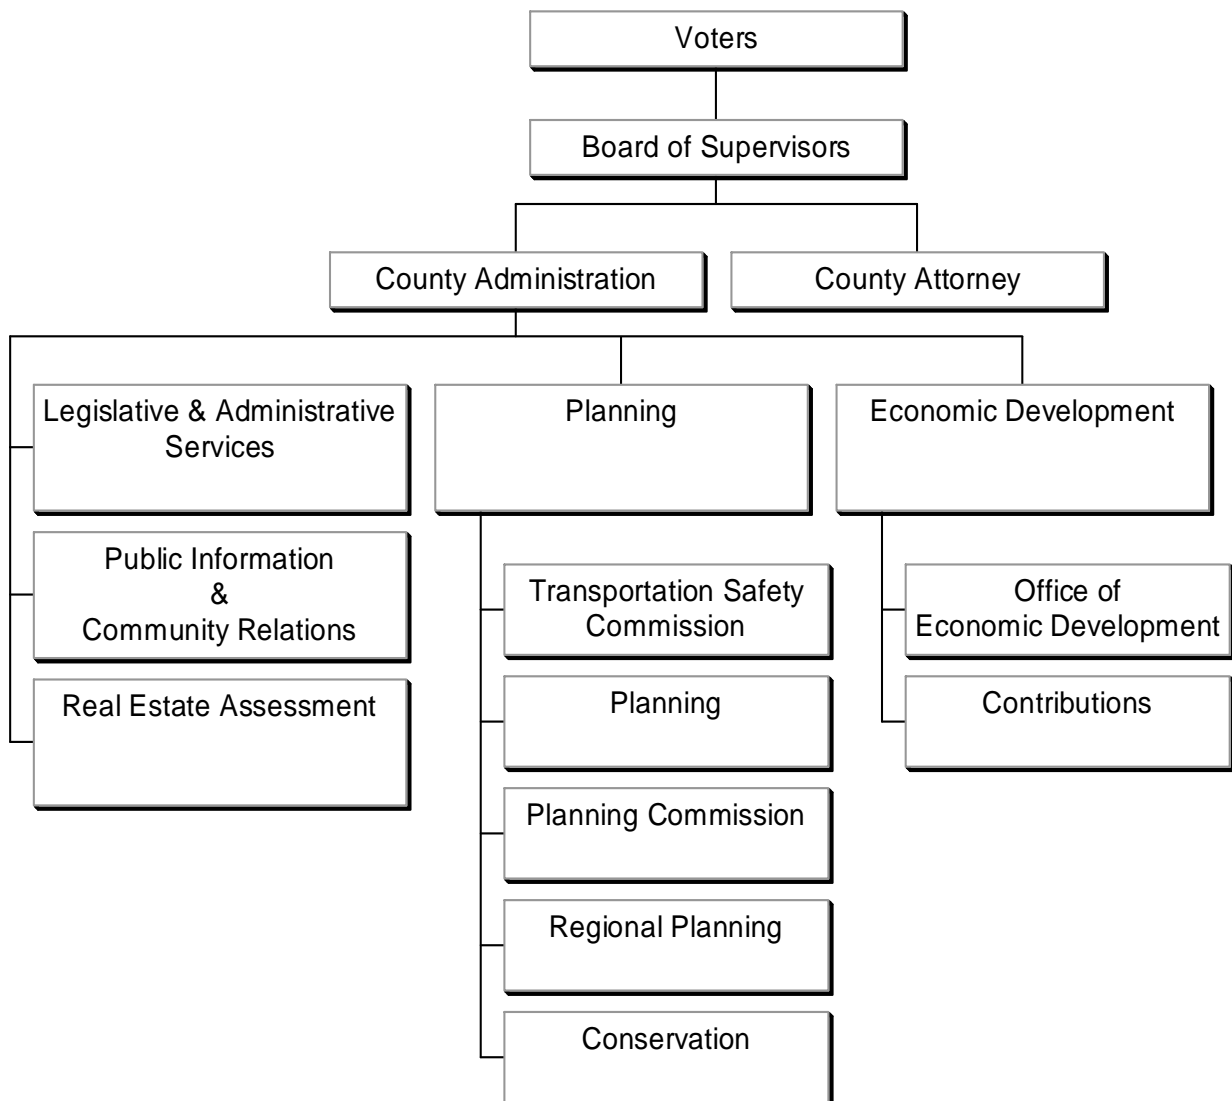 Voters
Board of Supervisors
County Administration
County Attorney
Legislative & Administrative
Services
Public Information
&
Community Relations
Real Estate Assessment
Planning
Transportation Safety
Commission
Planning
Planning Commission
Regional Planning
Conservation
Economic Development
Office of
Economic Development
Contributions